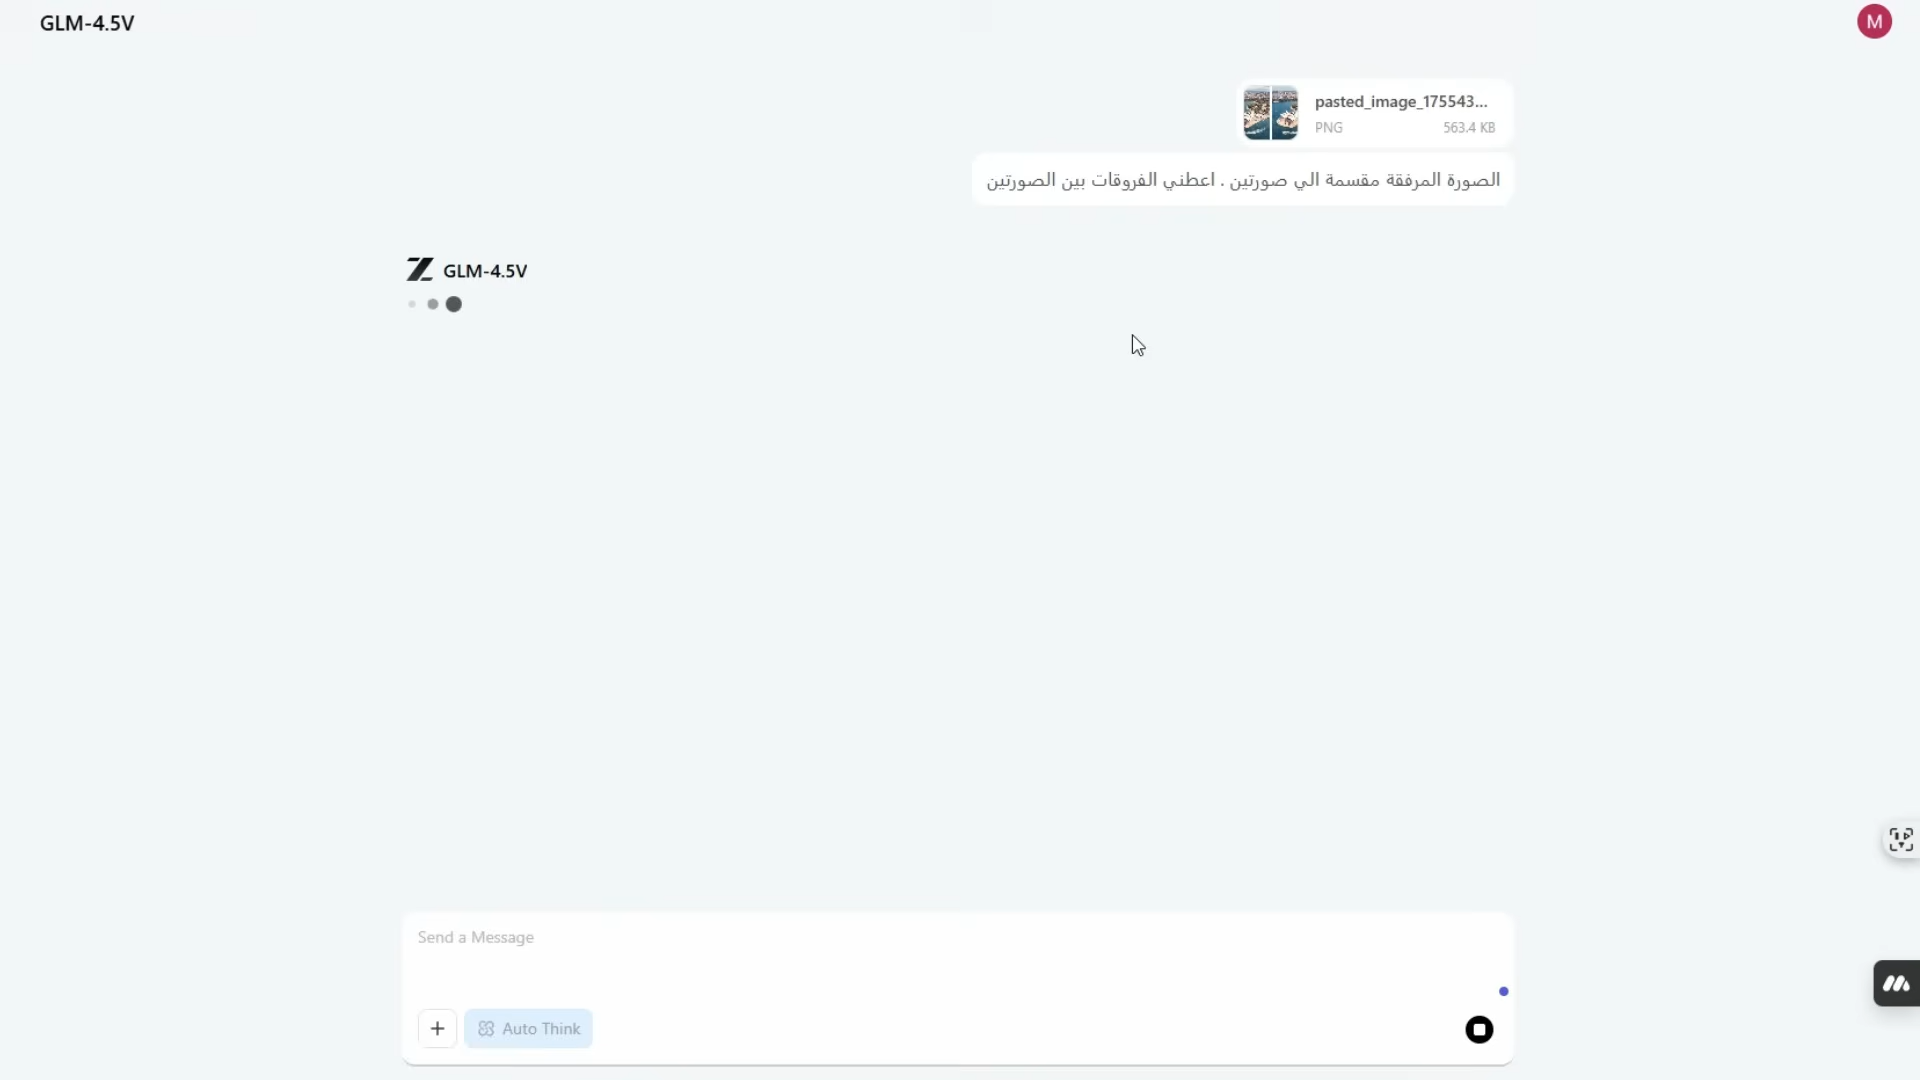 GLM-4.5V
M
pasted_image_175543...
PNG
563.4 KB
الصورة المرفقة مقسمة الي صورتين . اعطني الفروقات بين الصورتين
GLM-4.5V
Send a Message
Auto Think